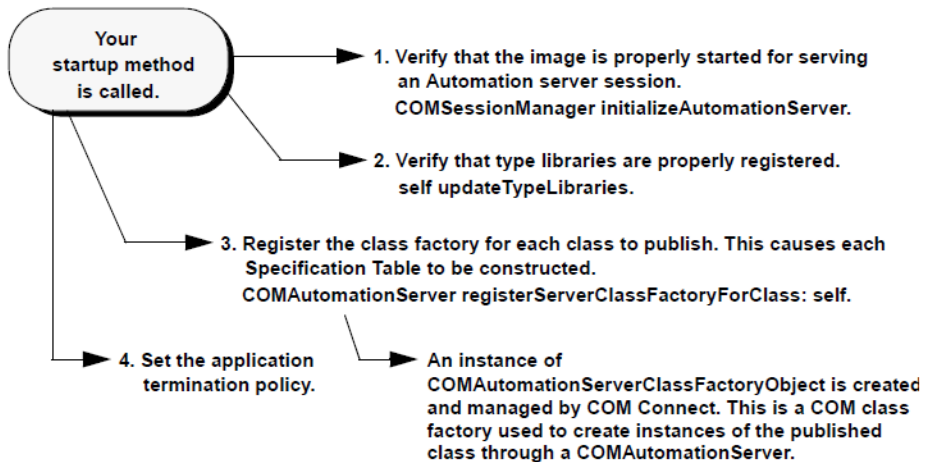 Your
startup method
is called.
1. Verify that the image is properly started for serving
an Automation server session.
COMSessionManager initializeAutomationServer.
2. Verify that type libraries are properly registered.
self updateTypeLibraries.
3. Register the class factory for each class to publish. This causes each
Specification Table to be constructed.
COMAutomationServer registerServerClassFactoryForClass: self.
4. Set the application
termination policy.
An instance of
COMAutomationServerClassFactoryObject is created
and managed by COM Connect. This is a COM class
factory used to create instances of the published
class through a COMAutomationServer.